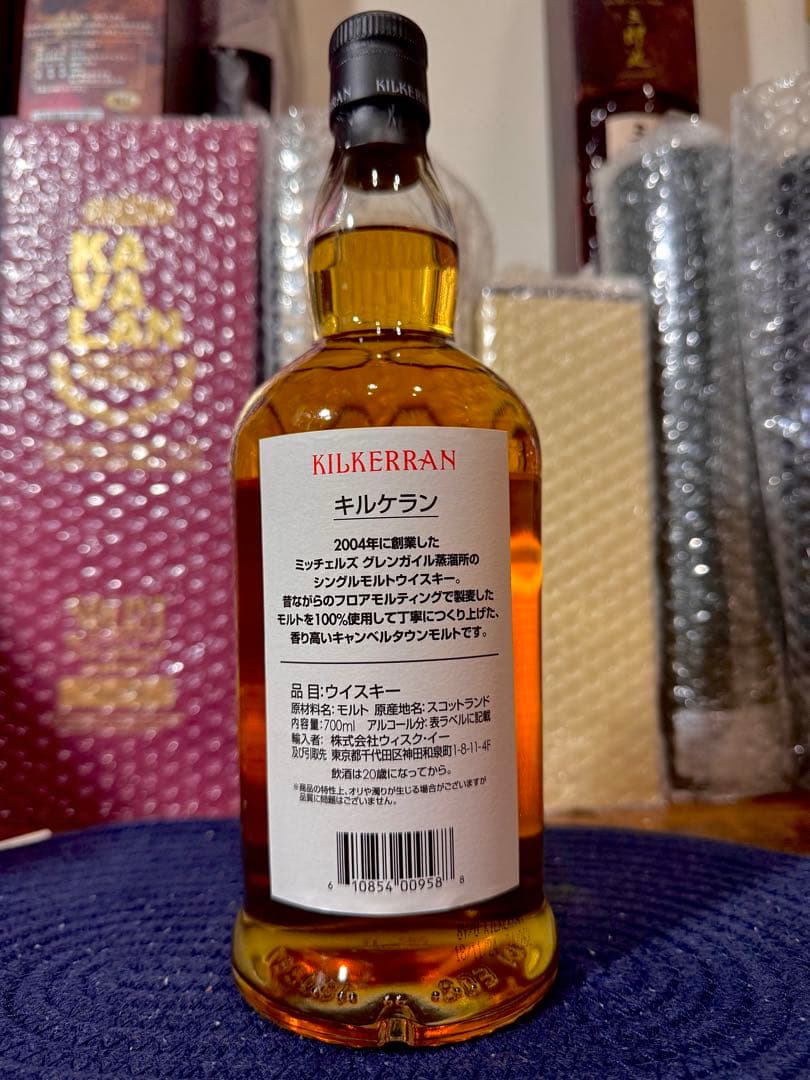 KILKERRAN
KA
VA
LAN
KILKERRAN
キルケラン
2004年に創業した
ミッチェルズ グレンガイル蒸溜所の
シングルモルトウイスキー。
昔ながらのフロアモルティングで製麦した
モルトを100%使用して丁寧につくり上げた、
香り高いキャンベルタウンモルトです。
品 目:ウイスキー
原材料名:モルト 原産地名:スコットランド
内容量:700ml アルコール分:表ラベルに記載
輸入者: 株式会社ウィスク・イー
及び引取先 東京都千代田区神田和泉町1-8-11-4F
飲酒は20歳になってから。
※商品の特性上、オリや濁りが生じる場合がございますが
品質に問題はございません。
6 10854 00958 8